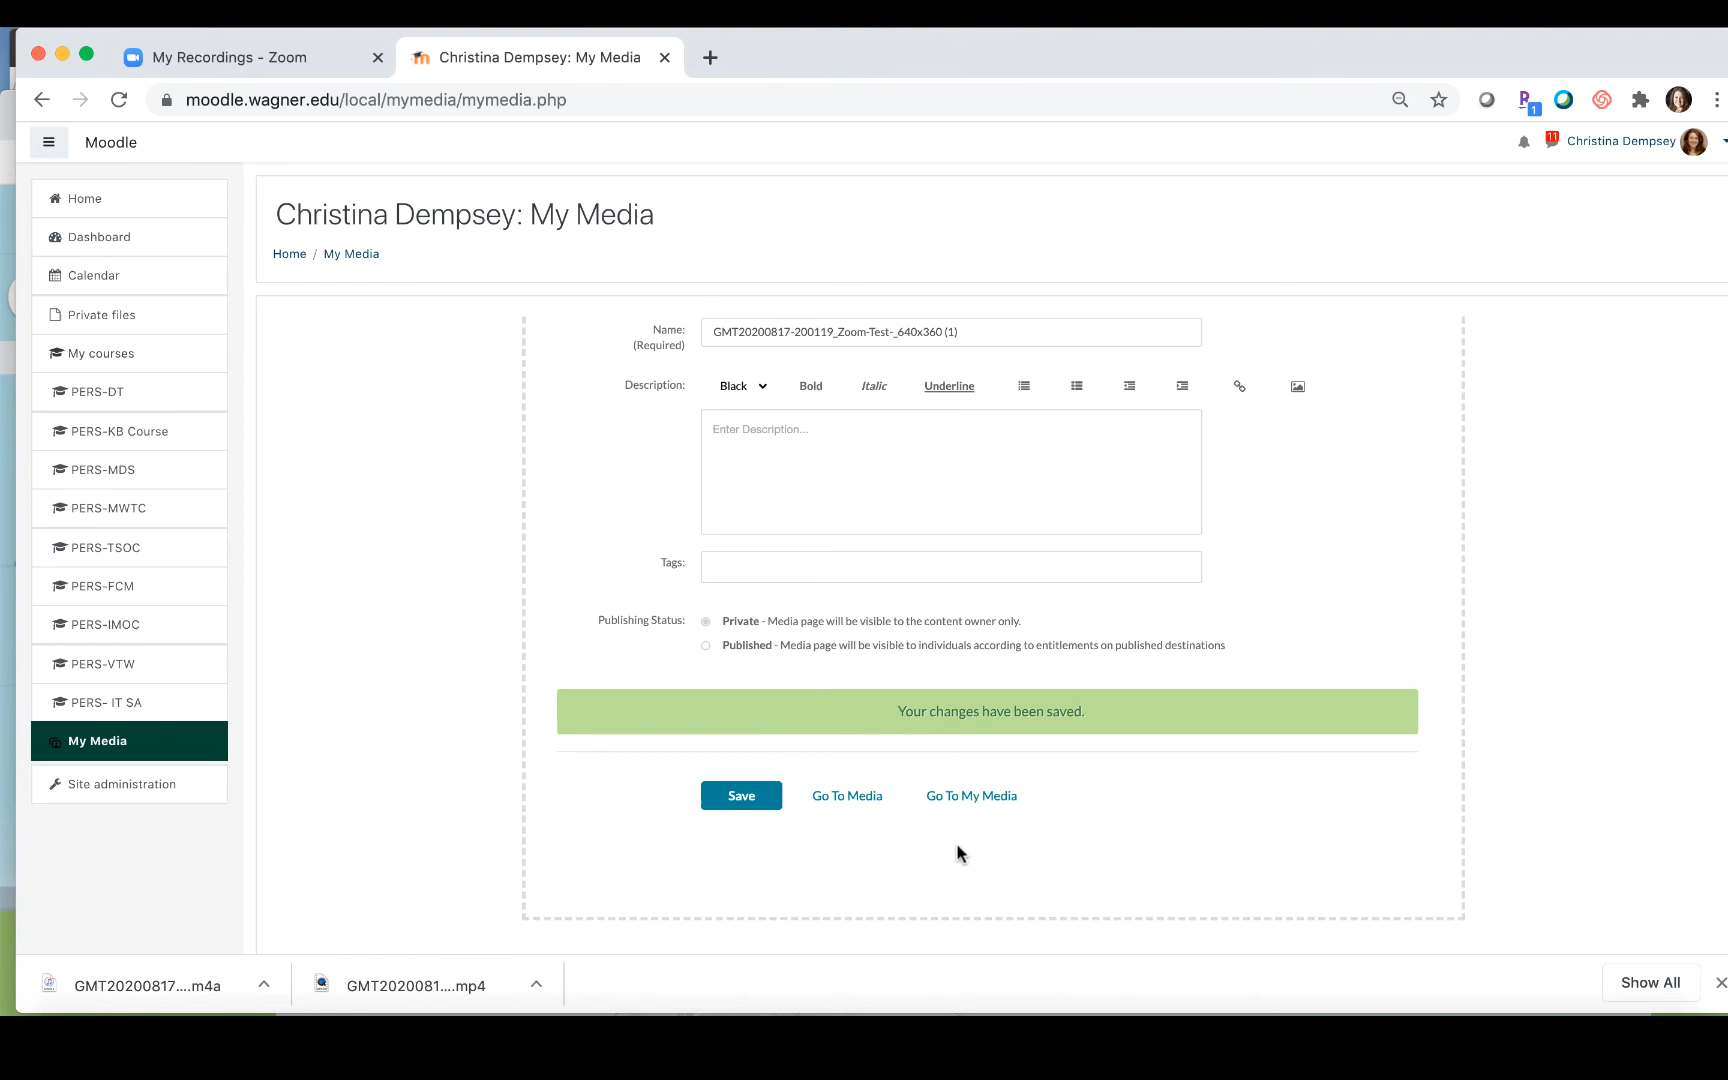 My Recordings - Zoom
Christina Dempsey: My Media
moodle.wagner.edu/local/mymedia/mymedia.php
1
Moodle
11
Christina Dempsey
Home
Dashboard
Calendar
Private files
My courses
PERS-DT
PERS-KB Course
PERS-MDS
PERS-MWTC
PERS-TSOC
PERS-FCM
PERS-IMOC
PERS-VTW
PERS- IT SA
My Media
Site administration
Christina Dempsey: My Media
Home / My Media
Name:
(Required)
GMT20200817-200119_Zoom-Test-_640x360 (1)
Description:
Black Bold Italic Underline
Enter Description...
Tags:
Publishing Status:
Private - Media page will be visible to the content owner only.
Published - Media page will be visible to individuals according to entitlements on published destinations
Your changes have been saved.
Save Go To Media Go To My Media
GMT20200817....m4a
GMT2020081....mp4
Show All